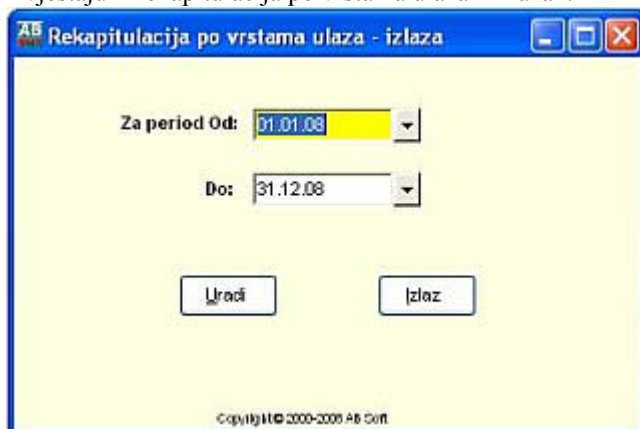 Rekapitulacija po vrstama ulaza - izlaza
Za period Od: 01.01.08
Do: 31.12.08
Uradi Izlaz
Copyright © 2000-2008 AB Soft